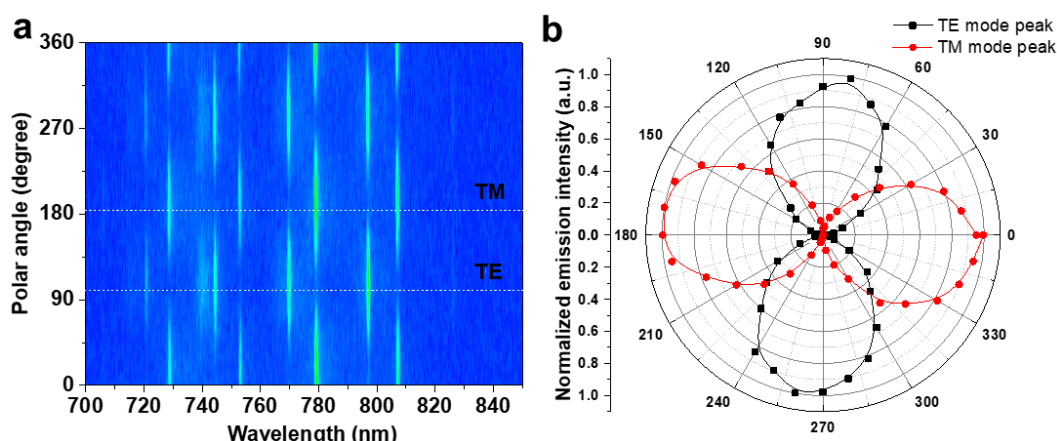 a
360
270
180
90
0
Polar angle (degree)
TM
TE
700 720 740 760 780 800 820 840
Wavelength (nm)
b
TE mode peak
TM mode peak
Normalized emission intensity (a.u.)
1.0
0.8
0.6
0.4
0.2
0.0
0.2
0.4
0.6
0.8
1.0
90
120 60
150 30
180 0
210 330
240 300
270